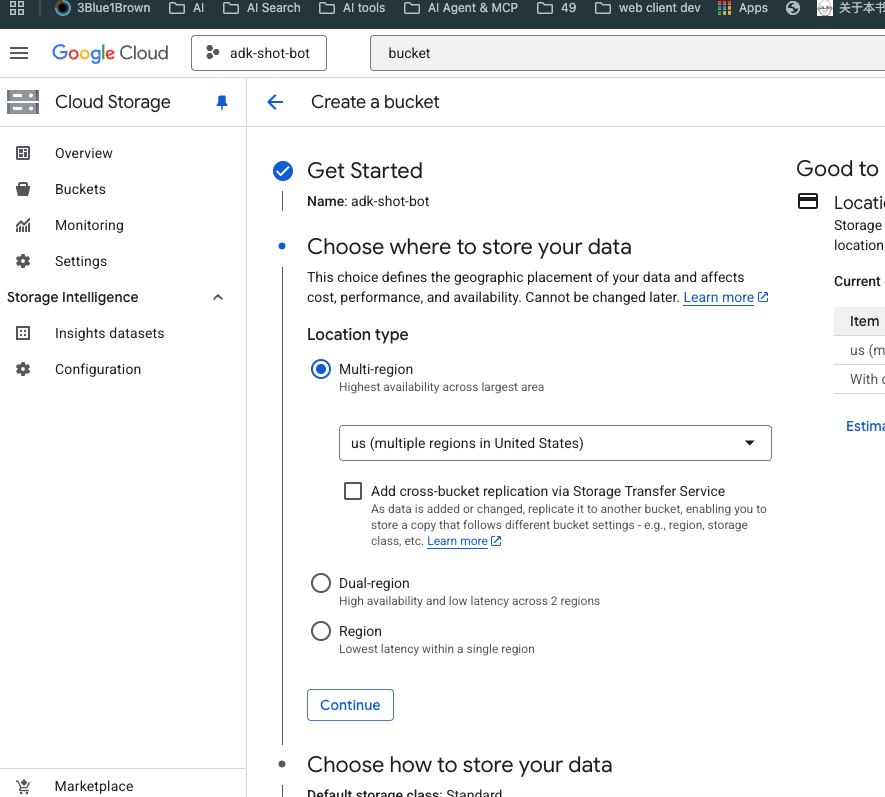 3Blue1Brown AI AI Search AI tools AI Agent & MCP 49 web client dev Apps 关于本书
Google Cloud adk-shot-bot bucket
Cloud Storage
Overview
Buckets
Monitoring
Settings
Storage Intelligence
Insights datasets
Configuration
Marketplace
Create a bucket
Get Started
Name: adk-shot-bot
Choose where to store your data
This choice defines the geographic placement of your data and affects
cost, performance, and availability. Cannot be changed later. Learn more
Location type
Multi-region
Highest availability across largest area
us (multiple regions in United States)
Add cross-bucket replication via Storage Transfer Service
As data is added or changed, replicate it to another bucket, enabling you to
store a copy that follows different bucket settings - e.g., region, storage
class, etc. Learn more
Dual-region
High availability and low latency across 2 regions
Region
Lowest latency within a single region
Continue
Choose how to store your data
Default storage class: Standard
Good to
Locati
Storage
location
Current
Item
us (m
With
Estima